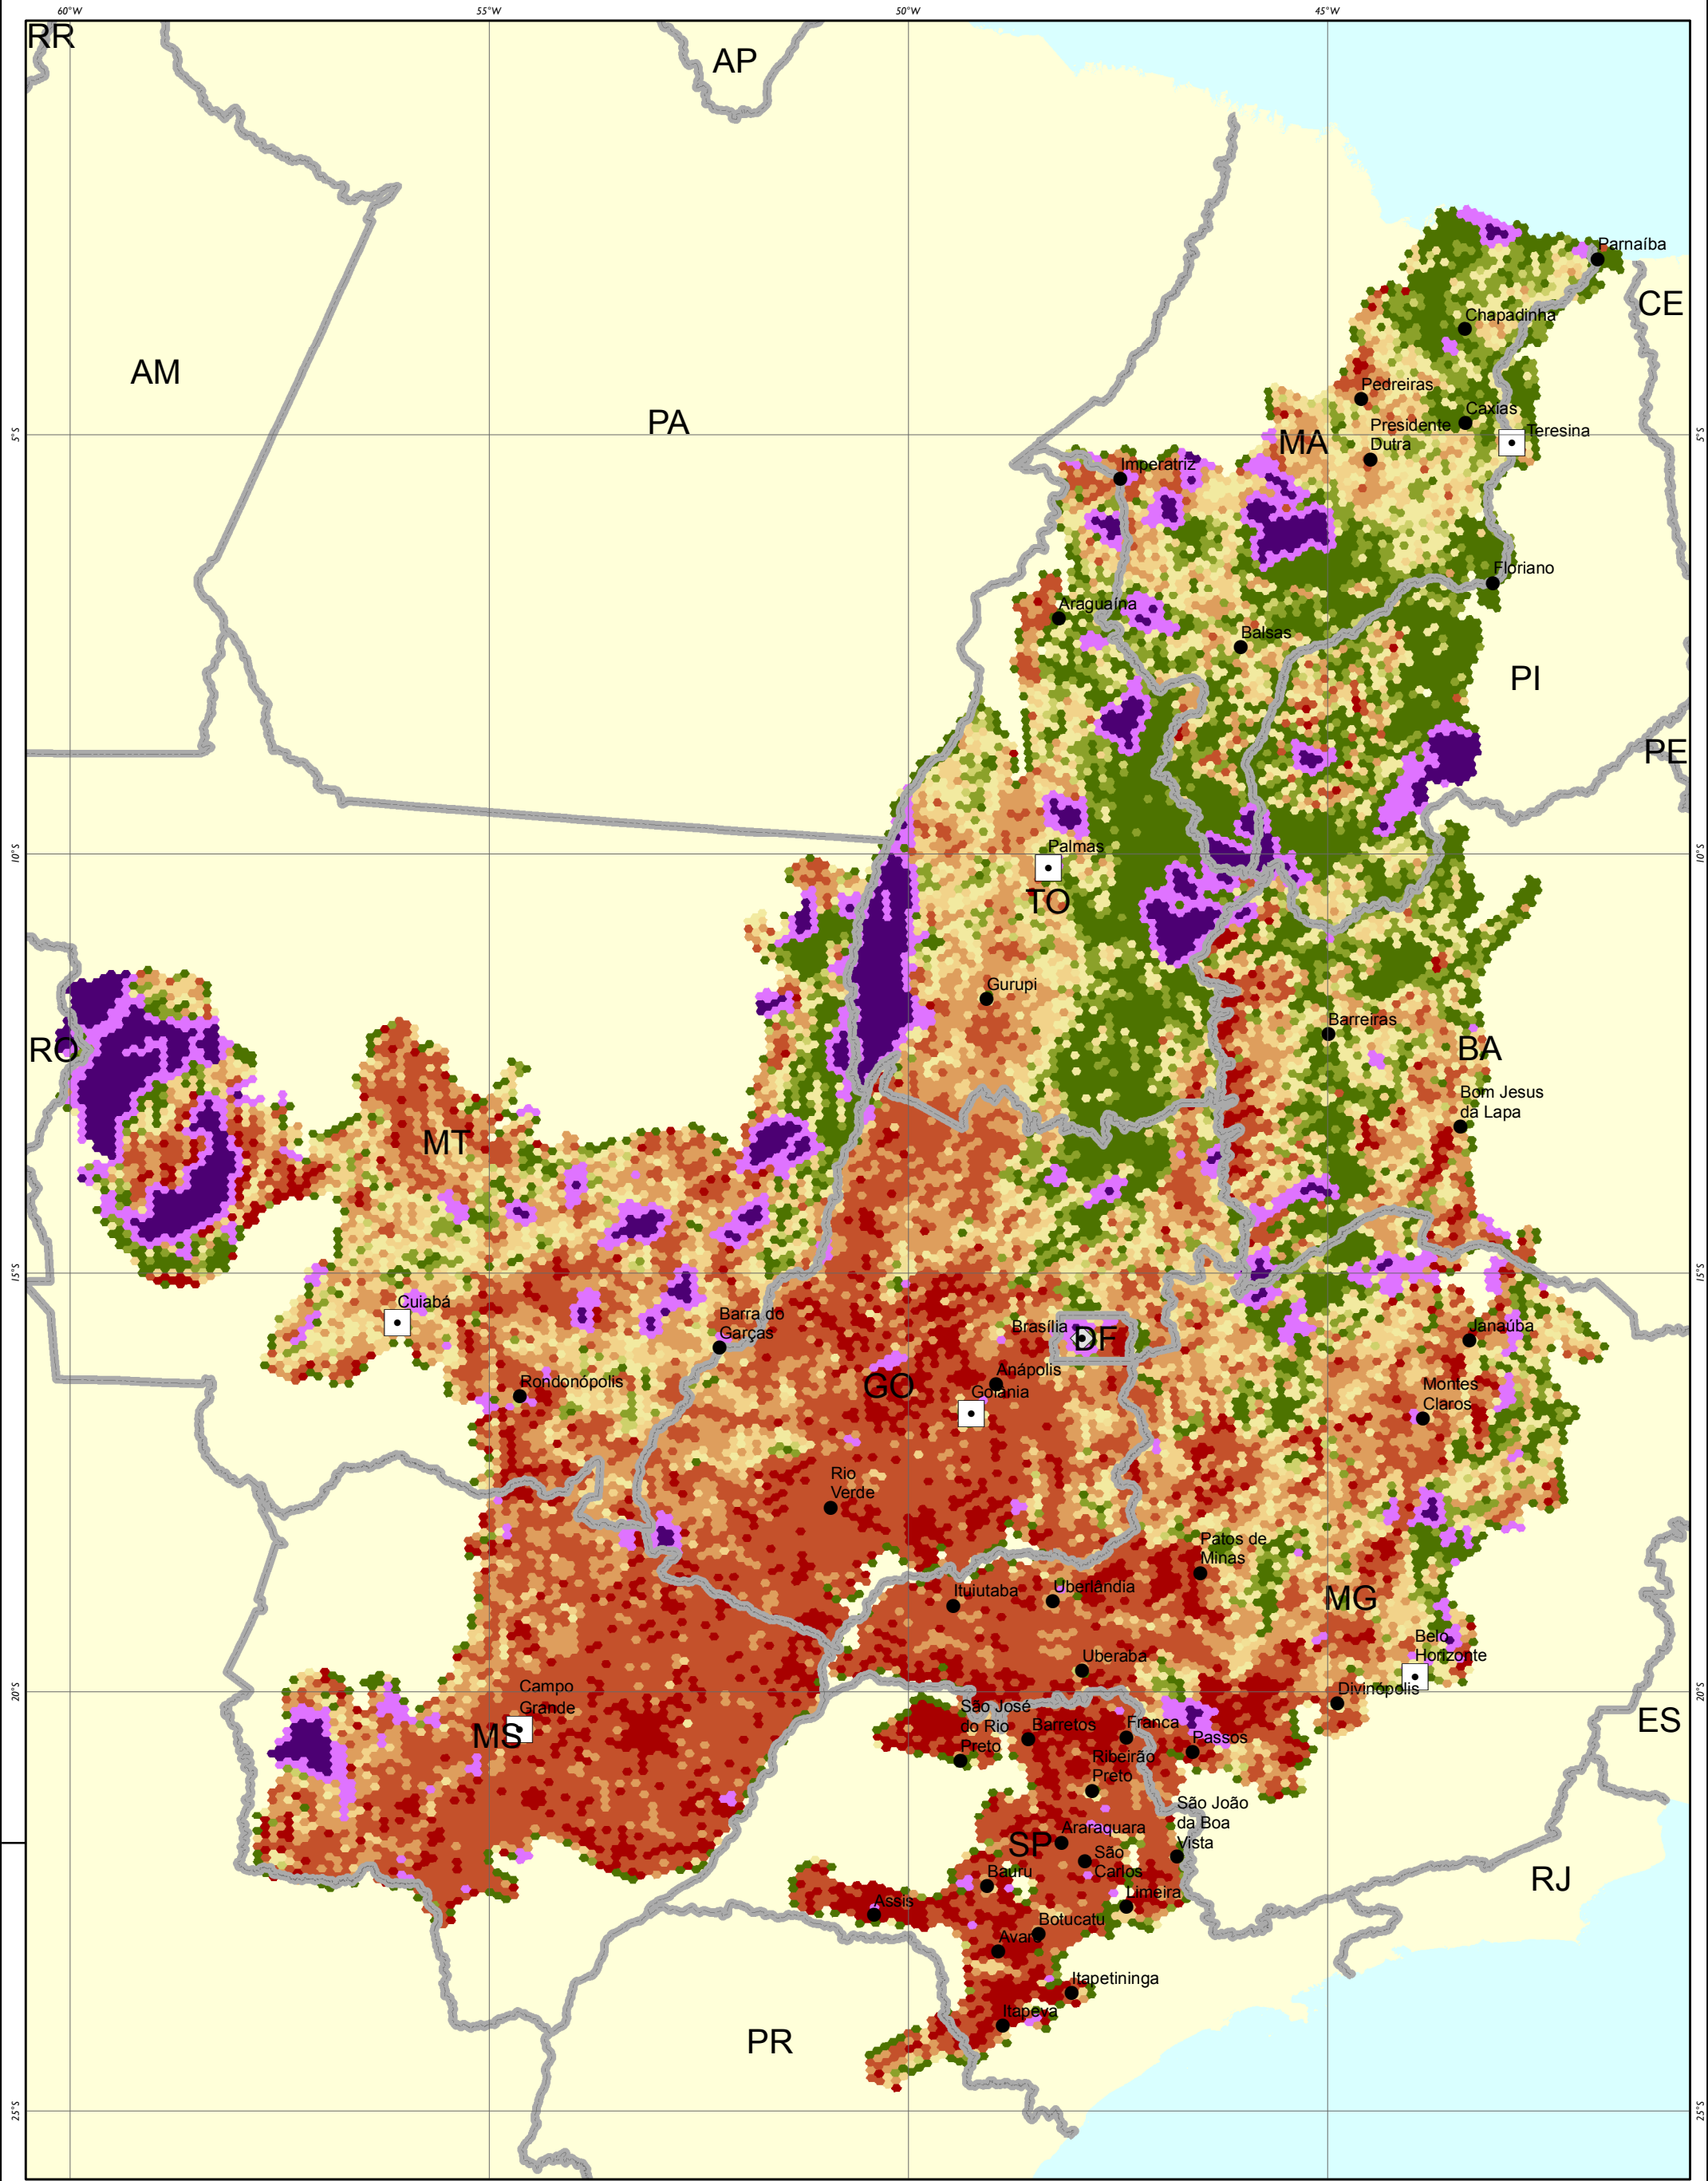 60°W
55°W
50°W
45°W
RR
AP
Parnaíba
CE
Chapadinha
AM
Pedreiras
Caxias
PA
Presidente
Dutra
Teresina
5°S
5°S
MA
Imperatriz
Floriano
Araguaína
Balsas
PI
PE
Palmas
10°S
10°S
TO
Gurupi
Barreiras
RO
BA
Bom Jesus
da Lapa
MT
15°S
15°S
Cuiabá
Barra do
Garças
Brasília
DF
Janaúba
Rondonópolis
GO
Anápolis
Goiânia
Montes
Claros
Rio
Verde
Patos de
Minas
Ituiutaba
Uberlândia
MG
Belo
Horizonte
Uberaba
Campo
Grande
20°S
20°S
Divinópolis
São José
do Rio
Preto
MS
Barretos
Franca
Passos
ES
Ribeirão
Preto
São João
da Boa
Vista
Araraquara
SP
São
Carlos
Bauru
RJ
Assis
Limeira
Botucatu
Avaré
Itapetininga
Itapeva
PR
25°S
25°S